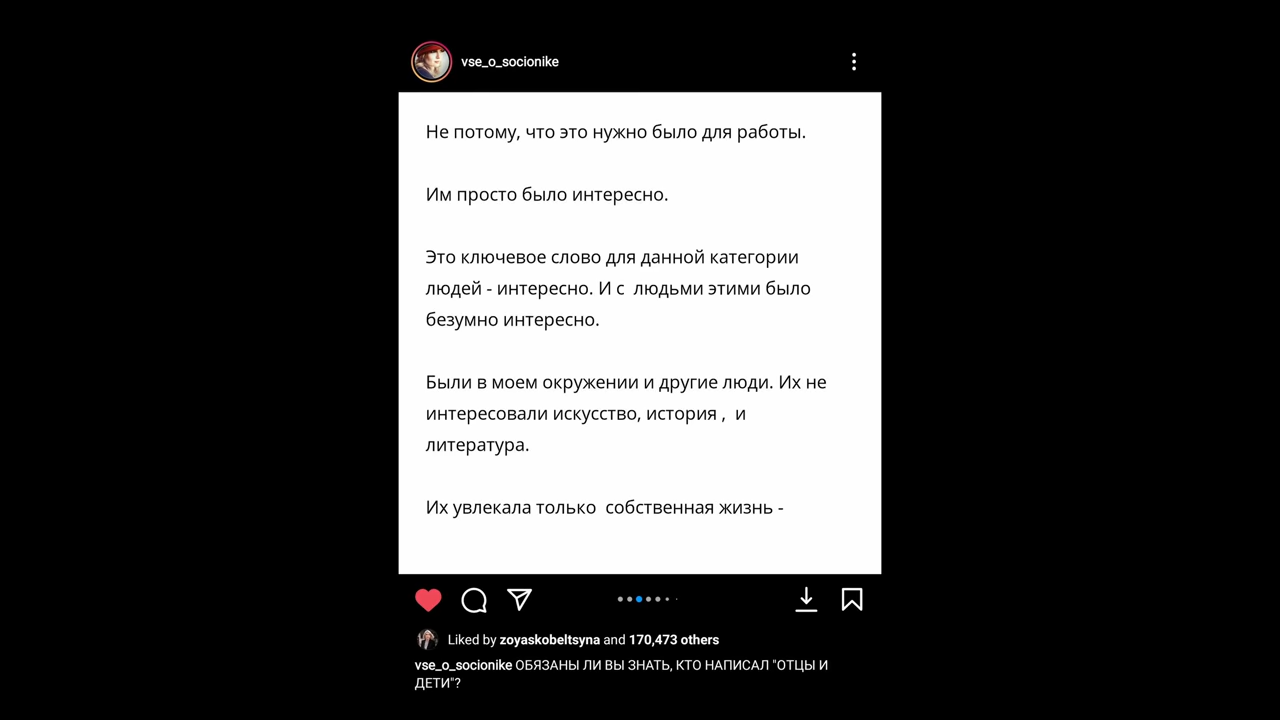 vse_o_socionike
Не потому, что это нужно было для работы.
Им просто было интересно.
Это ключевое слово для данной категории
людей - интересно. И с  людьми этими было
безумно интересно.
Были в моем окружении и другие люди. Их не
интересовали искусство, история ,  и
литература.
Их увлекала только  собственная жизнь -
Liked by zoyaskobeltsyna and 170,473 others
vse_o_socionike ОБЯЗАНЫ ЛИ ВЫ ЗНАТЬ, КТО НАПИСАЛ "ОТЦЫ И
ДЕТИ"?